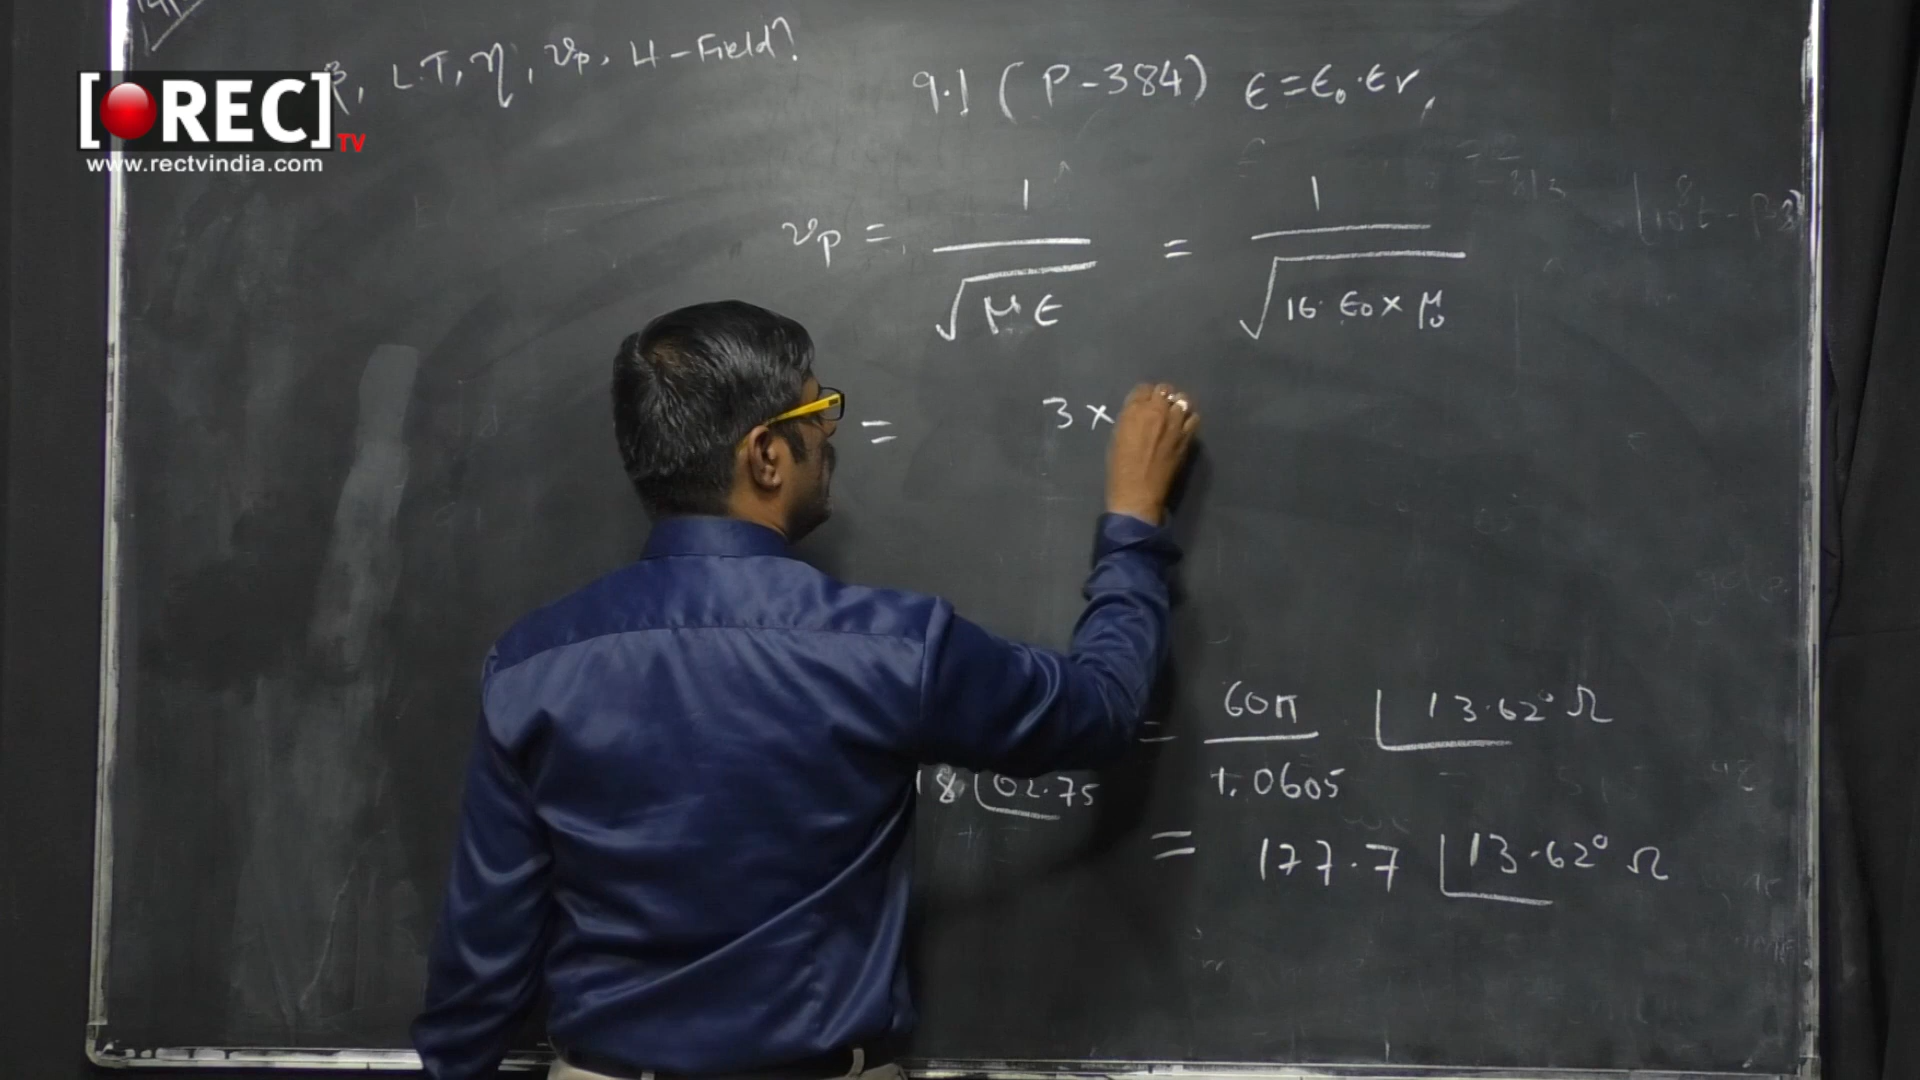 β, L.T, η, vp, H-Field?
[REC] TV
www.rectvindia.com
9.1 (P-384) ϵ=ϵ₀.ϵr,
vp = 1/√μϵ = 1/√16.ϵ₀×μ₀
= 3×
= 60π/1.0605 ∠13.62° Ω
18 ∠02.75
= 177.7 ∠13.62° Ω